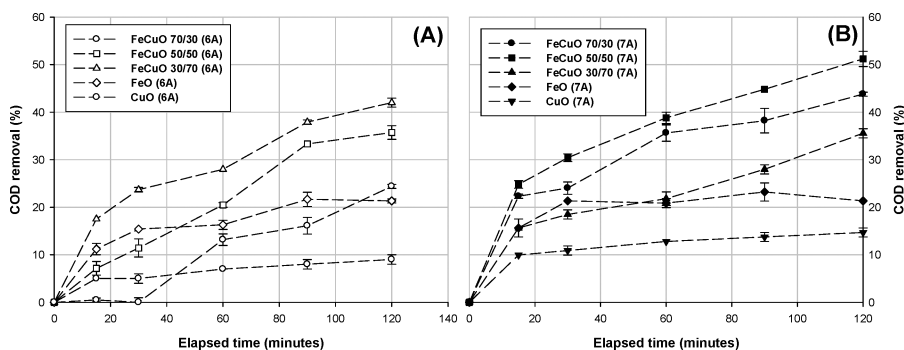 (A)
FeCuO 70/30 (6A)
FeCuO 50/50 (6A)
FeCuO 30/70 (6A)
FeO (6A)
CuO (6A)
COD removal (%)
60
50
40
30
20
10
0
0 20 40 60 80 100 120 140
Elapsed time (minutes)
(B)
FeCuO 70/30 (7A)
FeCuO 50/50 (7A)
FeCuO 30/70 (7A)
FeO (7A)
CuO (7A)
60
50
40
30
20
10
0
COD removal (%)
0 20 40 60 80 100 120
Elapsed time (minutes)